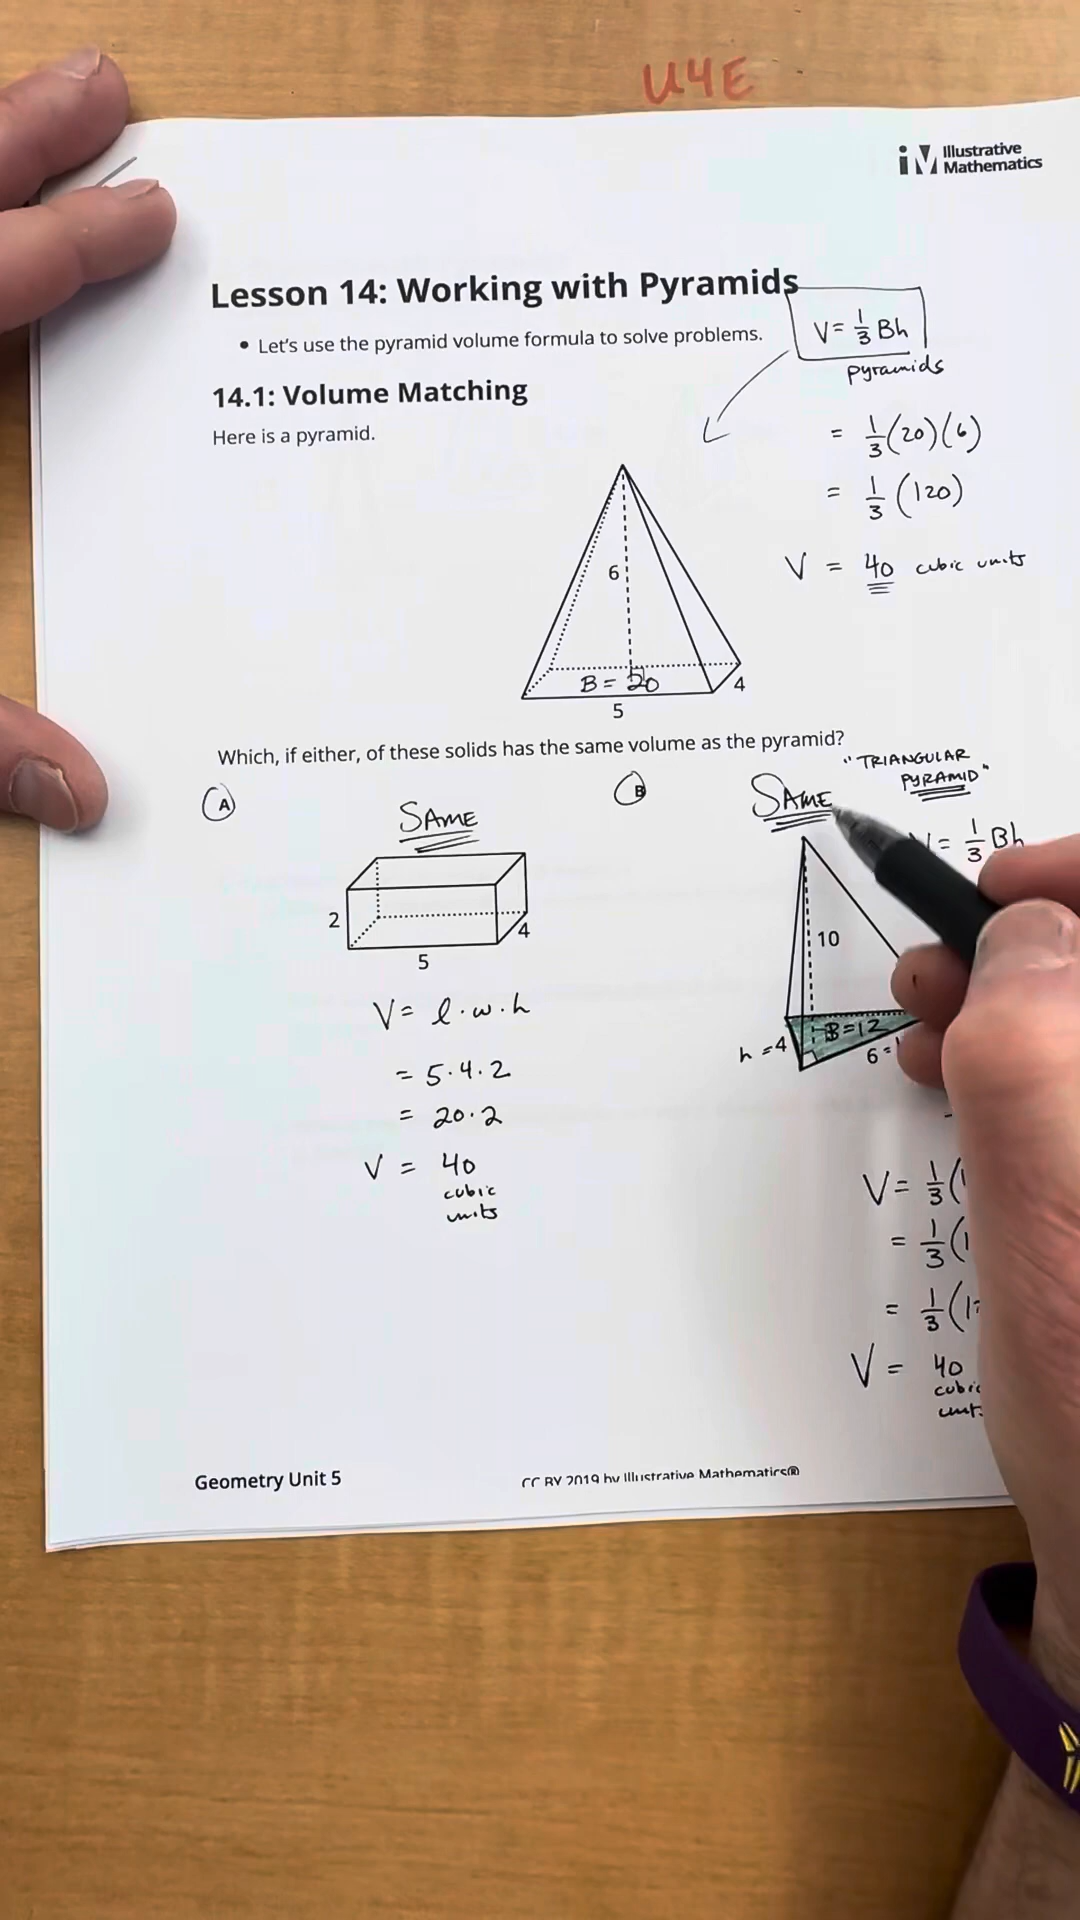 U4E
Illustrative
Mathematics
Lesson 14: Working with Pyramids
• Let's use the pyramid volume formula to solve problems.
V = 1/3 Bh
pyramids
14.1: Volume Matching
Here is a pyramid.
= 1/3 (20)(6)
= 1/3 (120)
V = 40 cubic units
6
B = 20
4
5
Which, if either, of these solids has the same volume as the pyramid?
A
SAME
2
4
5
V = l · w · h
= 5 · 4 · 2
= 20 · 2
V = 40
cubic
units
B
SAME
"TRIANGULAR
PYRAMID"
= 1/3 Bh
10
B = 12
h = 4
6 =
V = 1/3 (
= 1/3 (
= 1/3 (
V = 40
cubic
Geometry Unit 5
CC BY 2019 by Illustrative Mathematics®